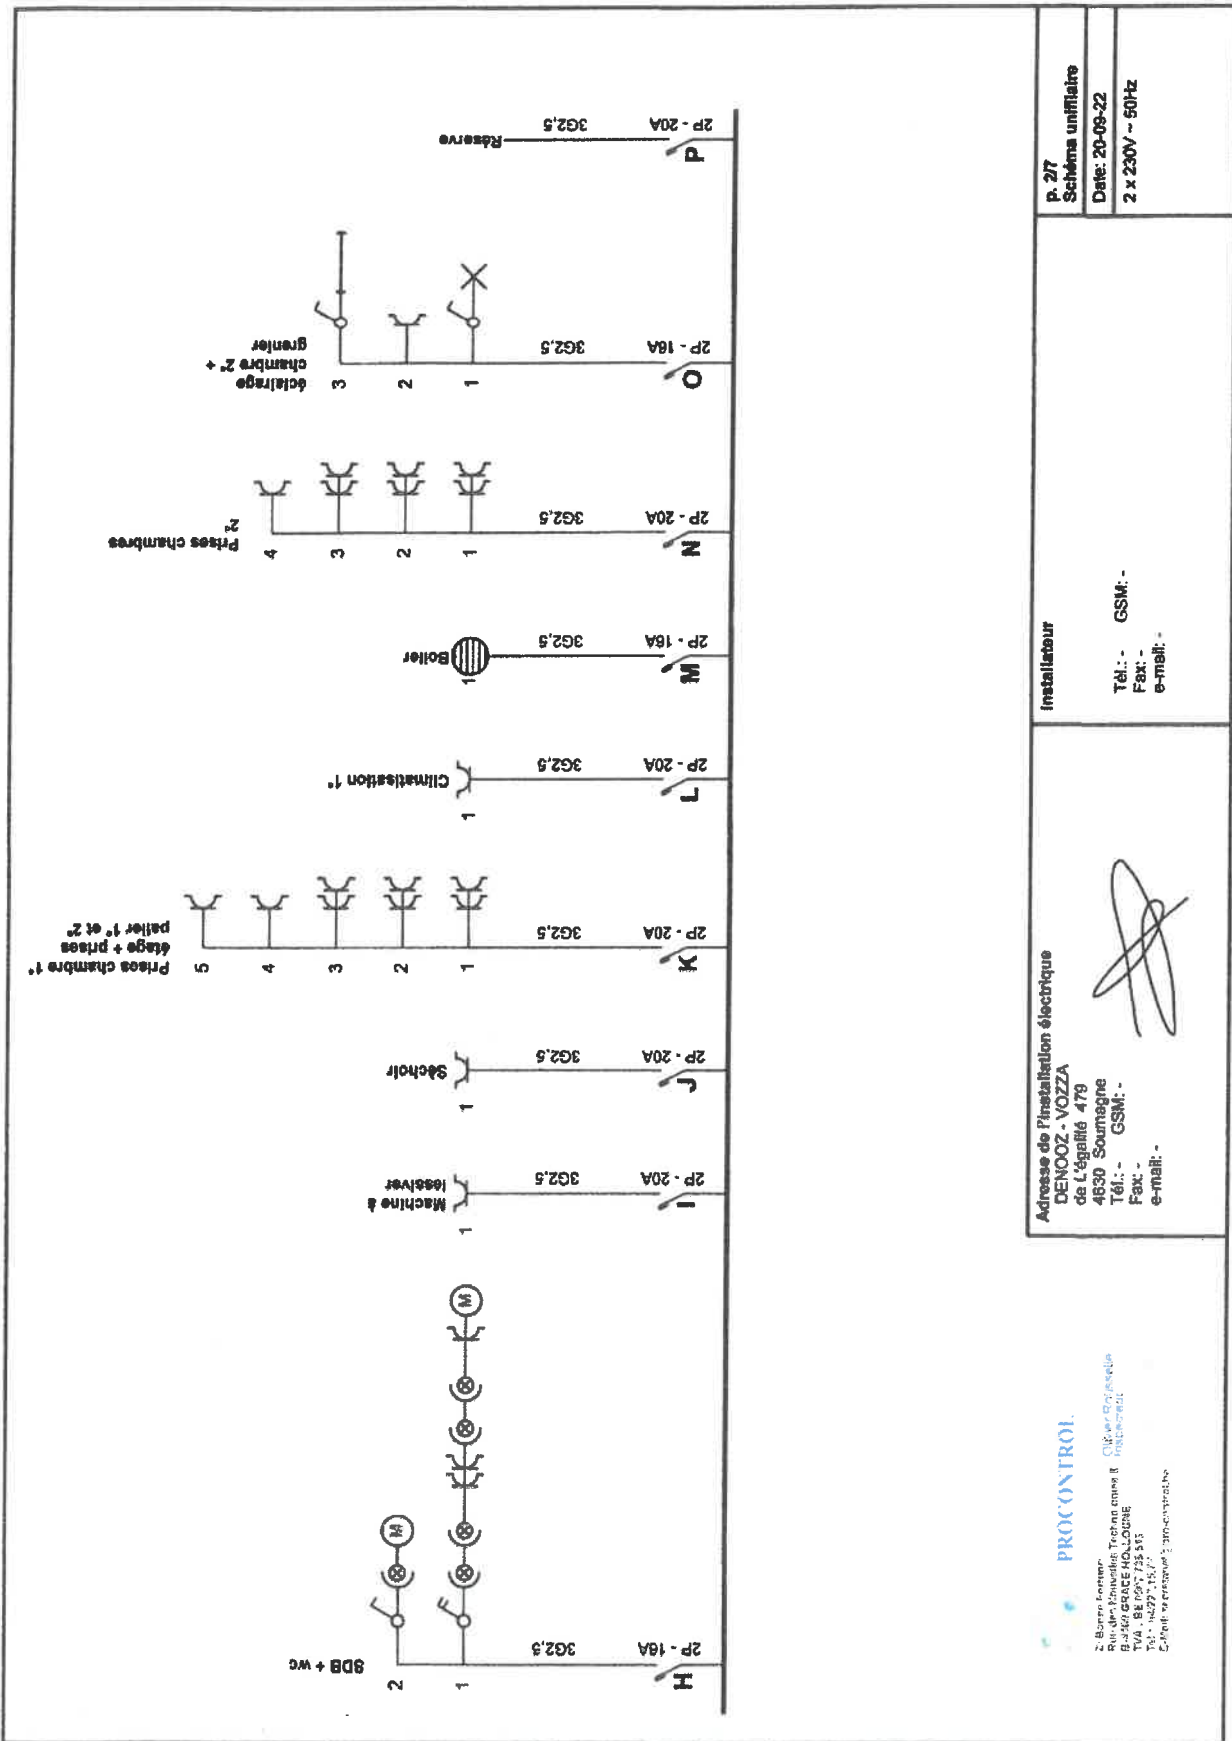 SDB + wc
2
1
3G2,5
2P - 16A
H
Machine à
lessiver
1
3G2,5
2P - 20A
I
Séchoir
1
3G2,5
2P - 20A
J
Prises chambre 1°
étage + prises
palier 1° et 2°
5
4
3
2
1
3G2,5
2P - 20A
K
Climatisation 1°
1
3G2,5
2P - 20A
L
Boiler
1
3G2,5
2P - 16A
M
Prises chambres
2°
4
3
2
1
3G2,5
2P - 20A
N
éclairage
chambre 2° +
grenier
3
2
1
3G2,5
2P - 16A
O
Réserve
3G2,5
2P - 20A
P
M
M
PROCONTROL
B-4460 GRACE HOLLOGNE
Adresse de l'installation électrique
DENOOZ - VOZZA
de L'égalité 479
4630 Soumagne
Tél.: - GSM: -
Fax: -
e-mail: -
Installateur
Tél.: - GSM: -
Fax: -
e-mail: -
p. 2/7
Schéma unifilaire
Date: 20-09-22
2 x 230V ~ 50Hz